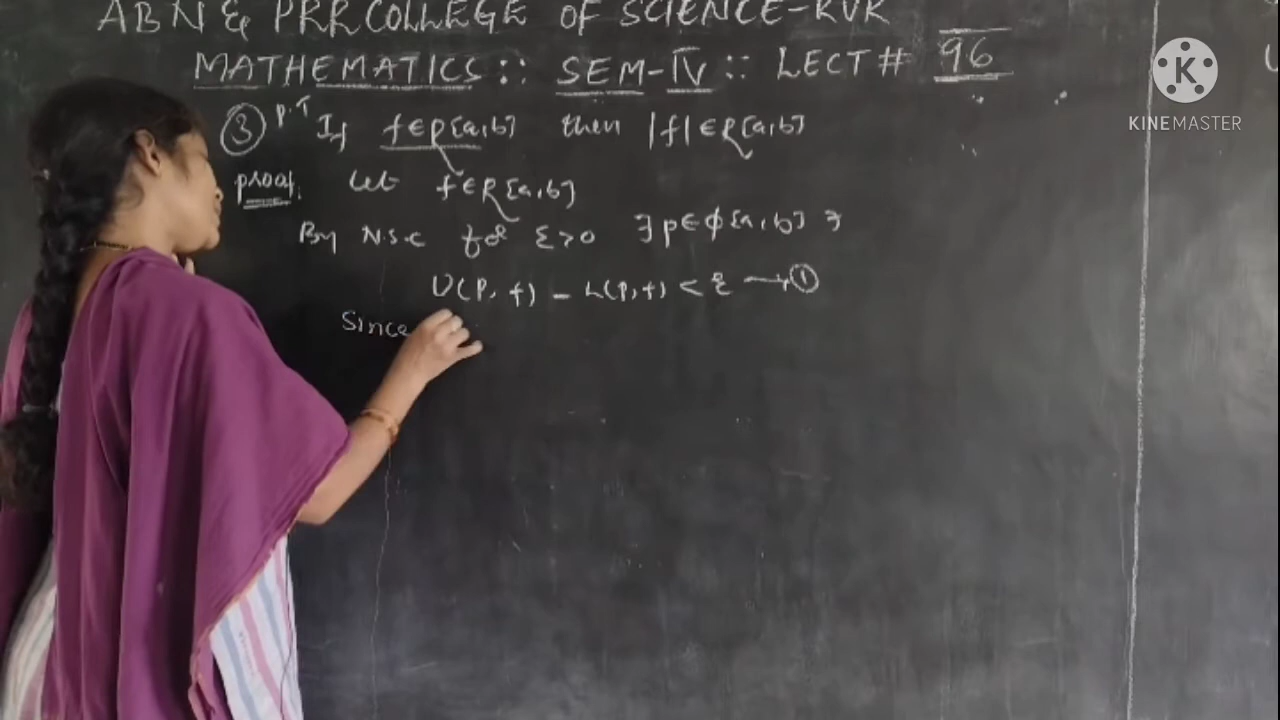 ABN & PRR COLLEGE OF SCIENCE-KVR
MATHEMATICS :: SEM-IV :: LECT # 96
③ P.T If f∈R[a,b] then |f|∈R[a,b]
proof: Let f∈R[a,b]
By N.S.C for ε>0 ∃ p∈φ[a,b] ∋
U(P, f) - L(P, f) < ε → ①
Since
K
KINEMASTER